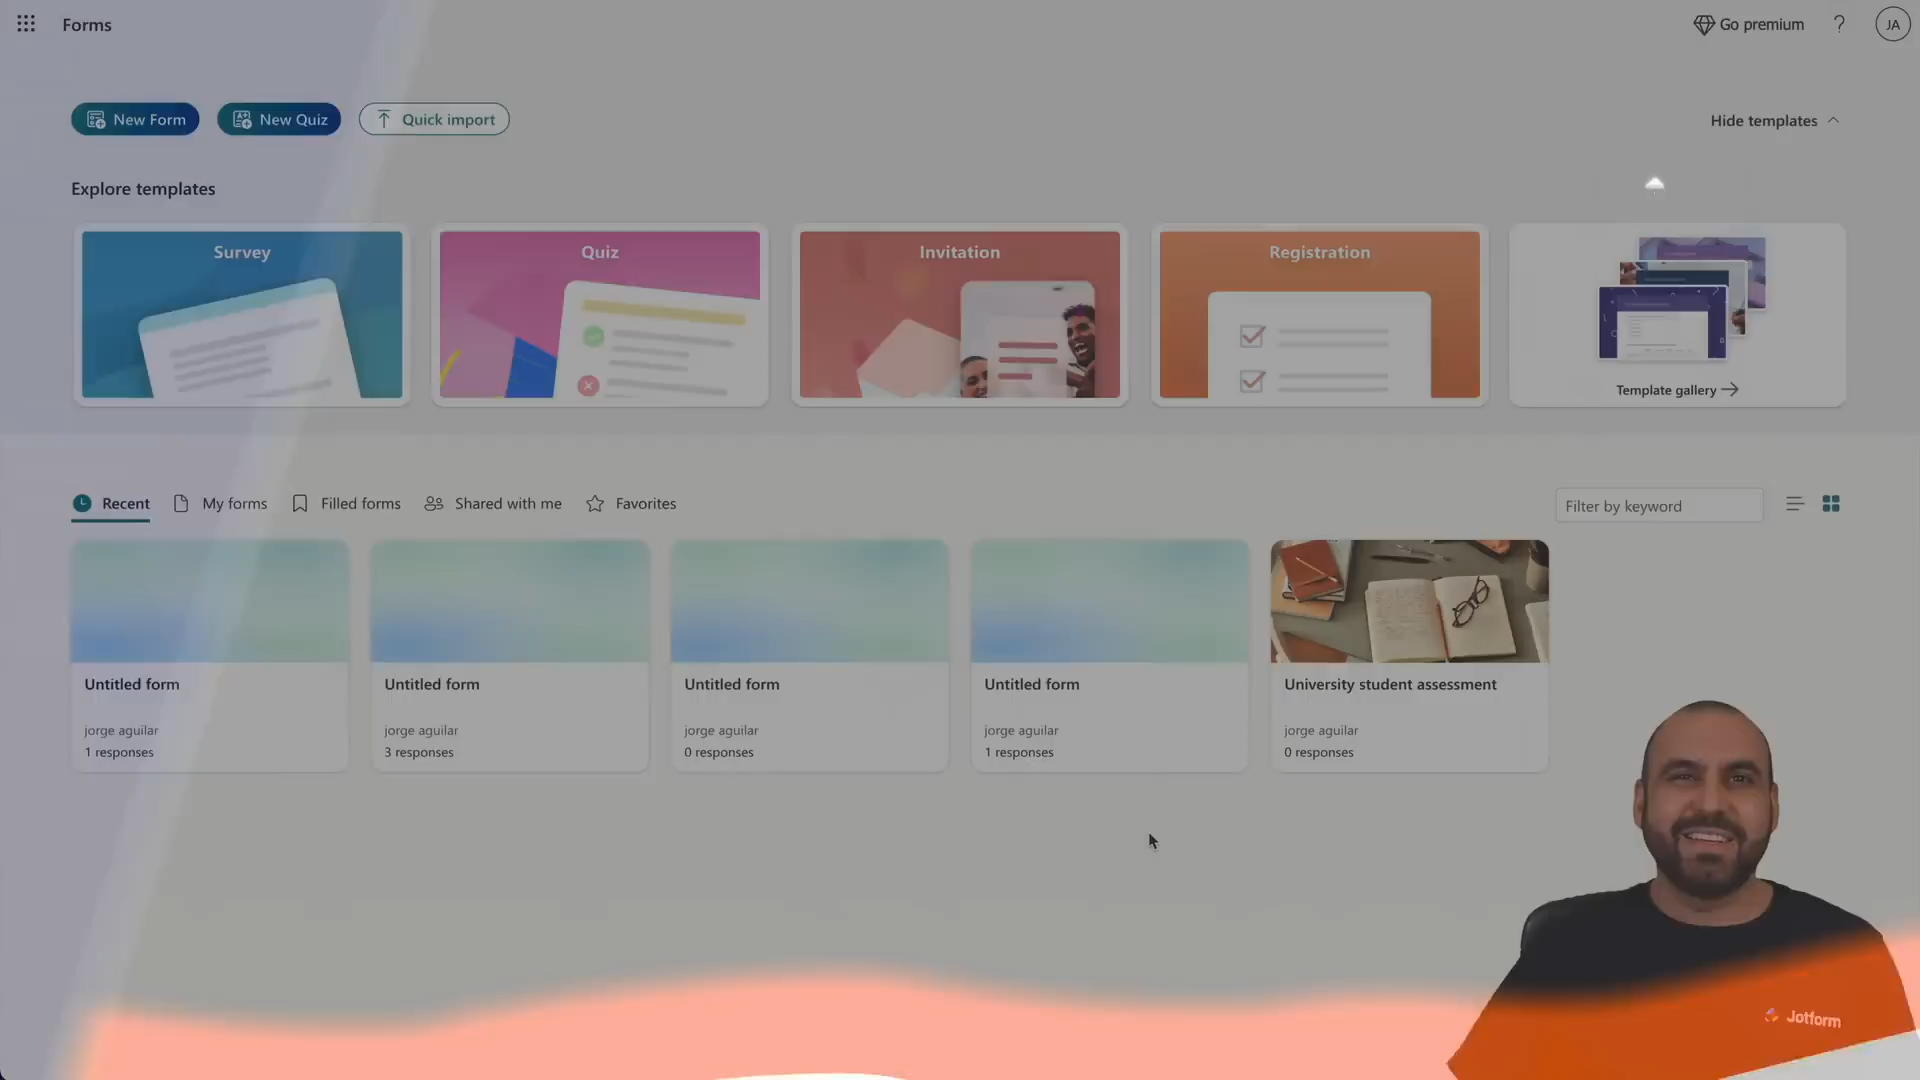 Forms
Go premium
?
JA
New Form
New Quiz
Quick import
Hide templates
Explore templates
Survey
Quiz
Invitation
Registration
Template gallery
Recent
My forms
Filled forms
Shared with me
Favorites
Filter by keyword
Untitled form
jorge aguilar
1 responses
Untitled form
jorge aguilar
3 responses
Untitled form
jorge aguilar
0 responses
Untitled form
jorge aguilar
1 responses
University student assessment
jorge aguilar
0 responses
Jotform